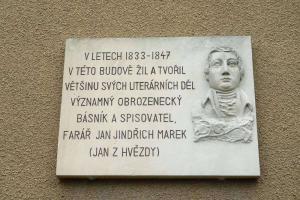 V LETECH 1833-1847
V TÉTO BUDOVĚ ŽIL A TVOŘIL
VĚTŠINU SVÝCH LITERÁRNÍCH DĚL
VÝZNAMNÝ OBROZENECKÝ
BÁSNÍK A SPISOVATEL,
FARÁŘ JAN JINDŘICH MAREK
(JAN Z HVĚZDY)